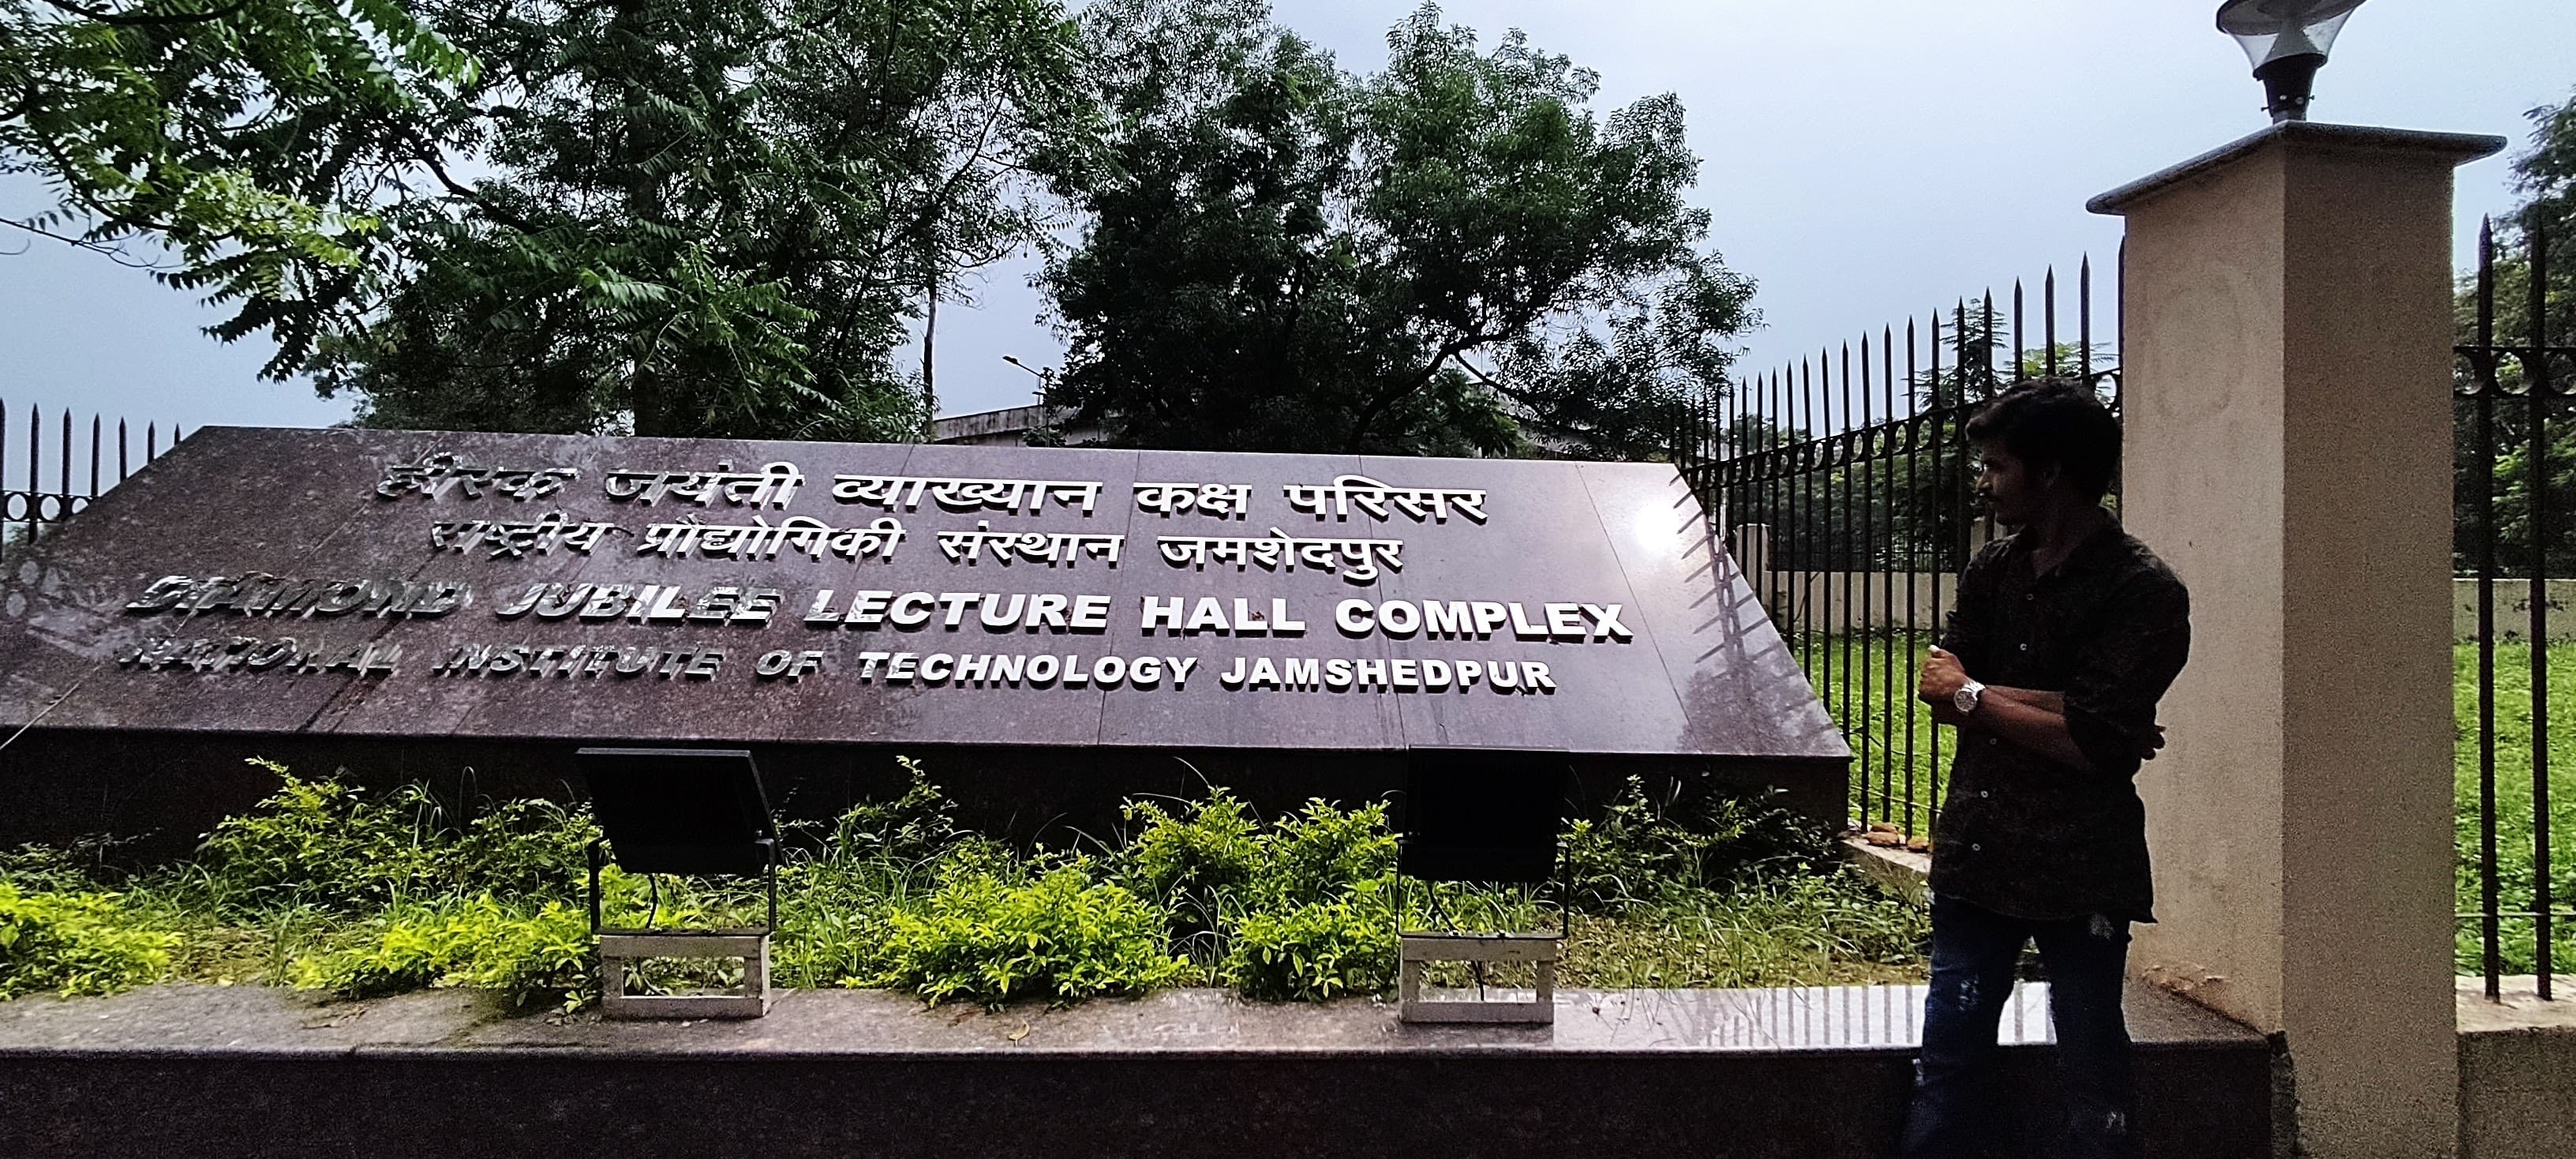 हीरक जयंती व्याख्यान कक्ष परिसर
राष्ट्रीय प्रौद्योगिकी संस्थान जमशेदपुर
DIAMOND JUBILEE LECTURE HALL COMPLEX
NATIONAL INSTITUTE OF TECHNOLOGY JAMSHEDPUR